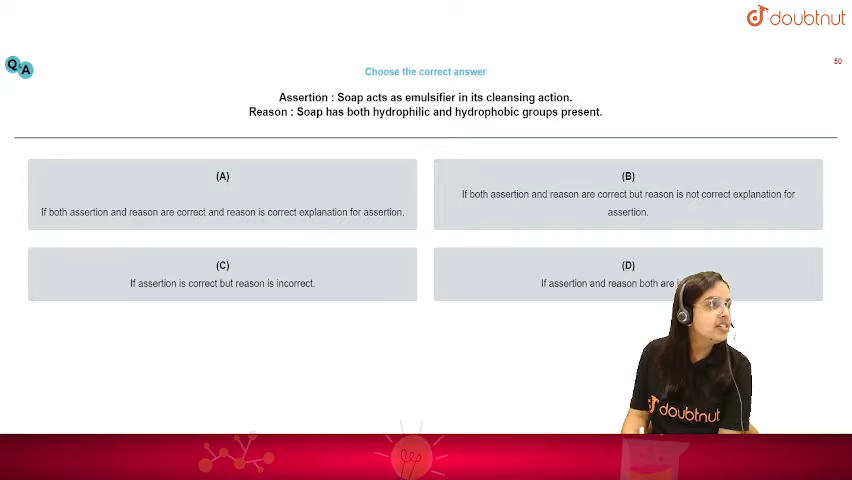 doubtnut
Q&A
50
Choose the correct answer
Assertion : Soap acts as emulsifier in its cleansing action.
Reason : Soap has both hydrophilic and hydrophobic groups present.
(A)
If both assertion and reason are correct and reason is correct explanation for assertion.
(B)
If both assertion and reason are correct but reason is not correct explanation for
assertion.
(C)
If assertion is correct but reason is incorrect.
(D)
If assertion and reason both are
doubtnut